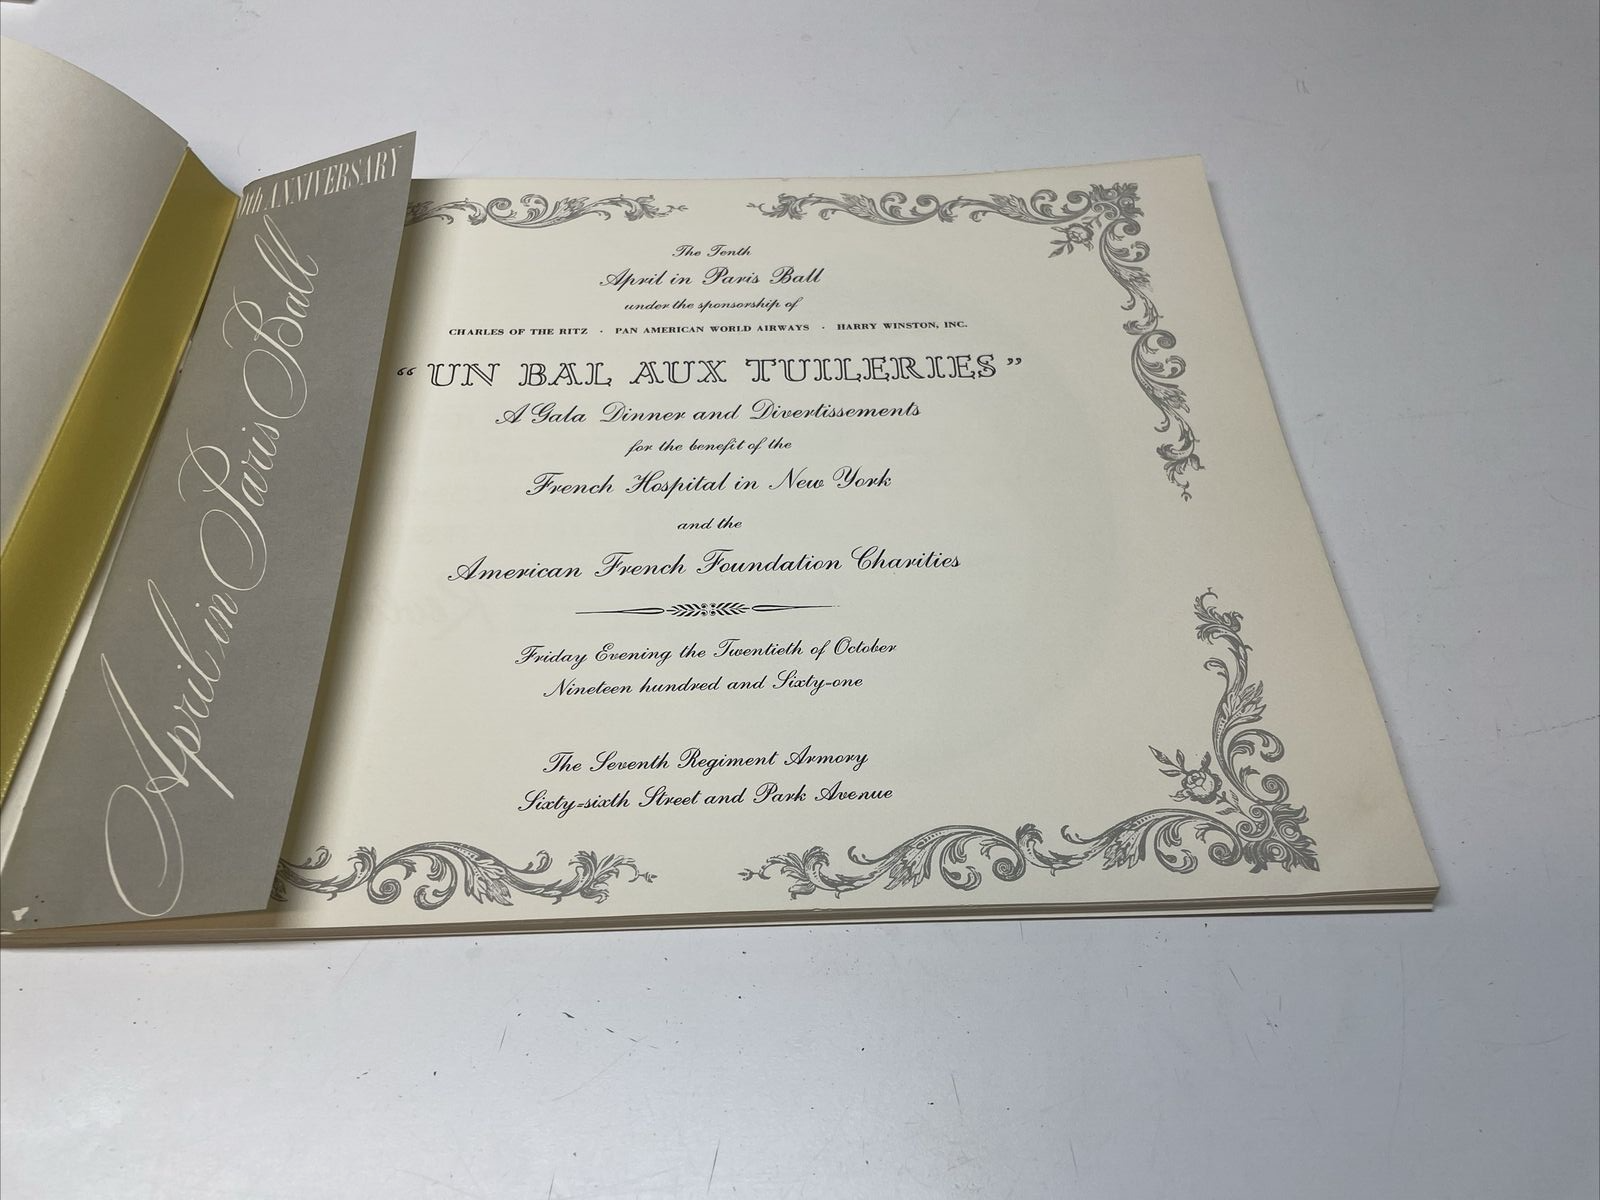 10th ANNIVERSARY
April in Paris Ball
The Tenth
April in Paris Ball
under the sponsorship of
CHARLES OF THE RITZ · PAN AMERICAN WORLD AIRWAYS · HARRY WINSTON, INC.
“UN BAL AUX TUILERIES”
A Gala Dinner and Divertissements
for the benefit of the
French Hospital in New York
and the
American French Foundation Charities
Friday Evening the Twentieth of October
Nineteen hundred and Sixty-one
The Seventh Regiment Armory
Sixty=sixth Street and Park Avenue